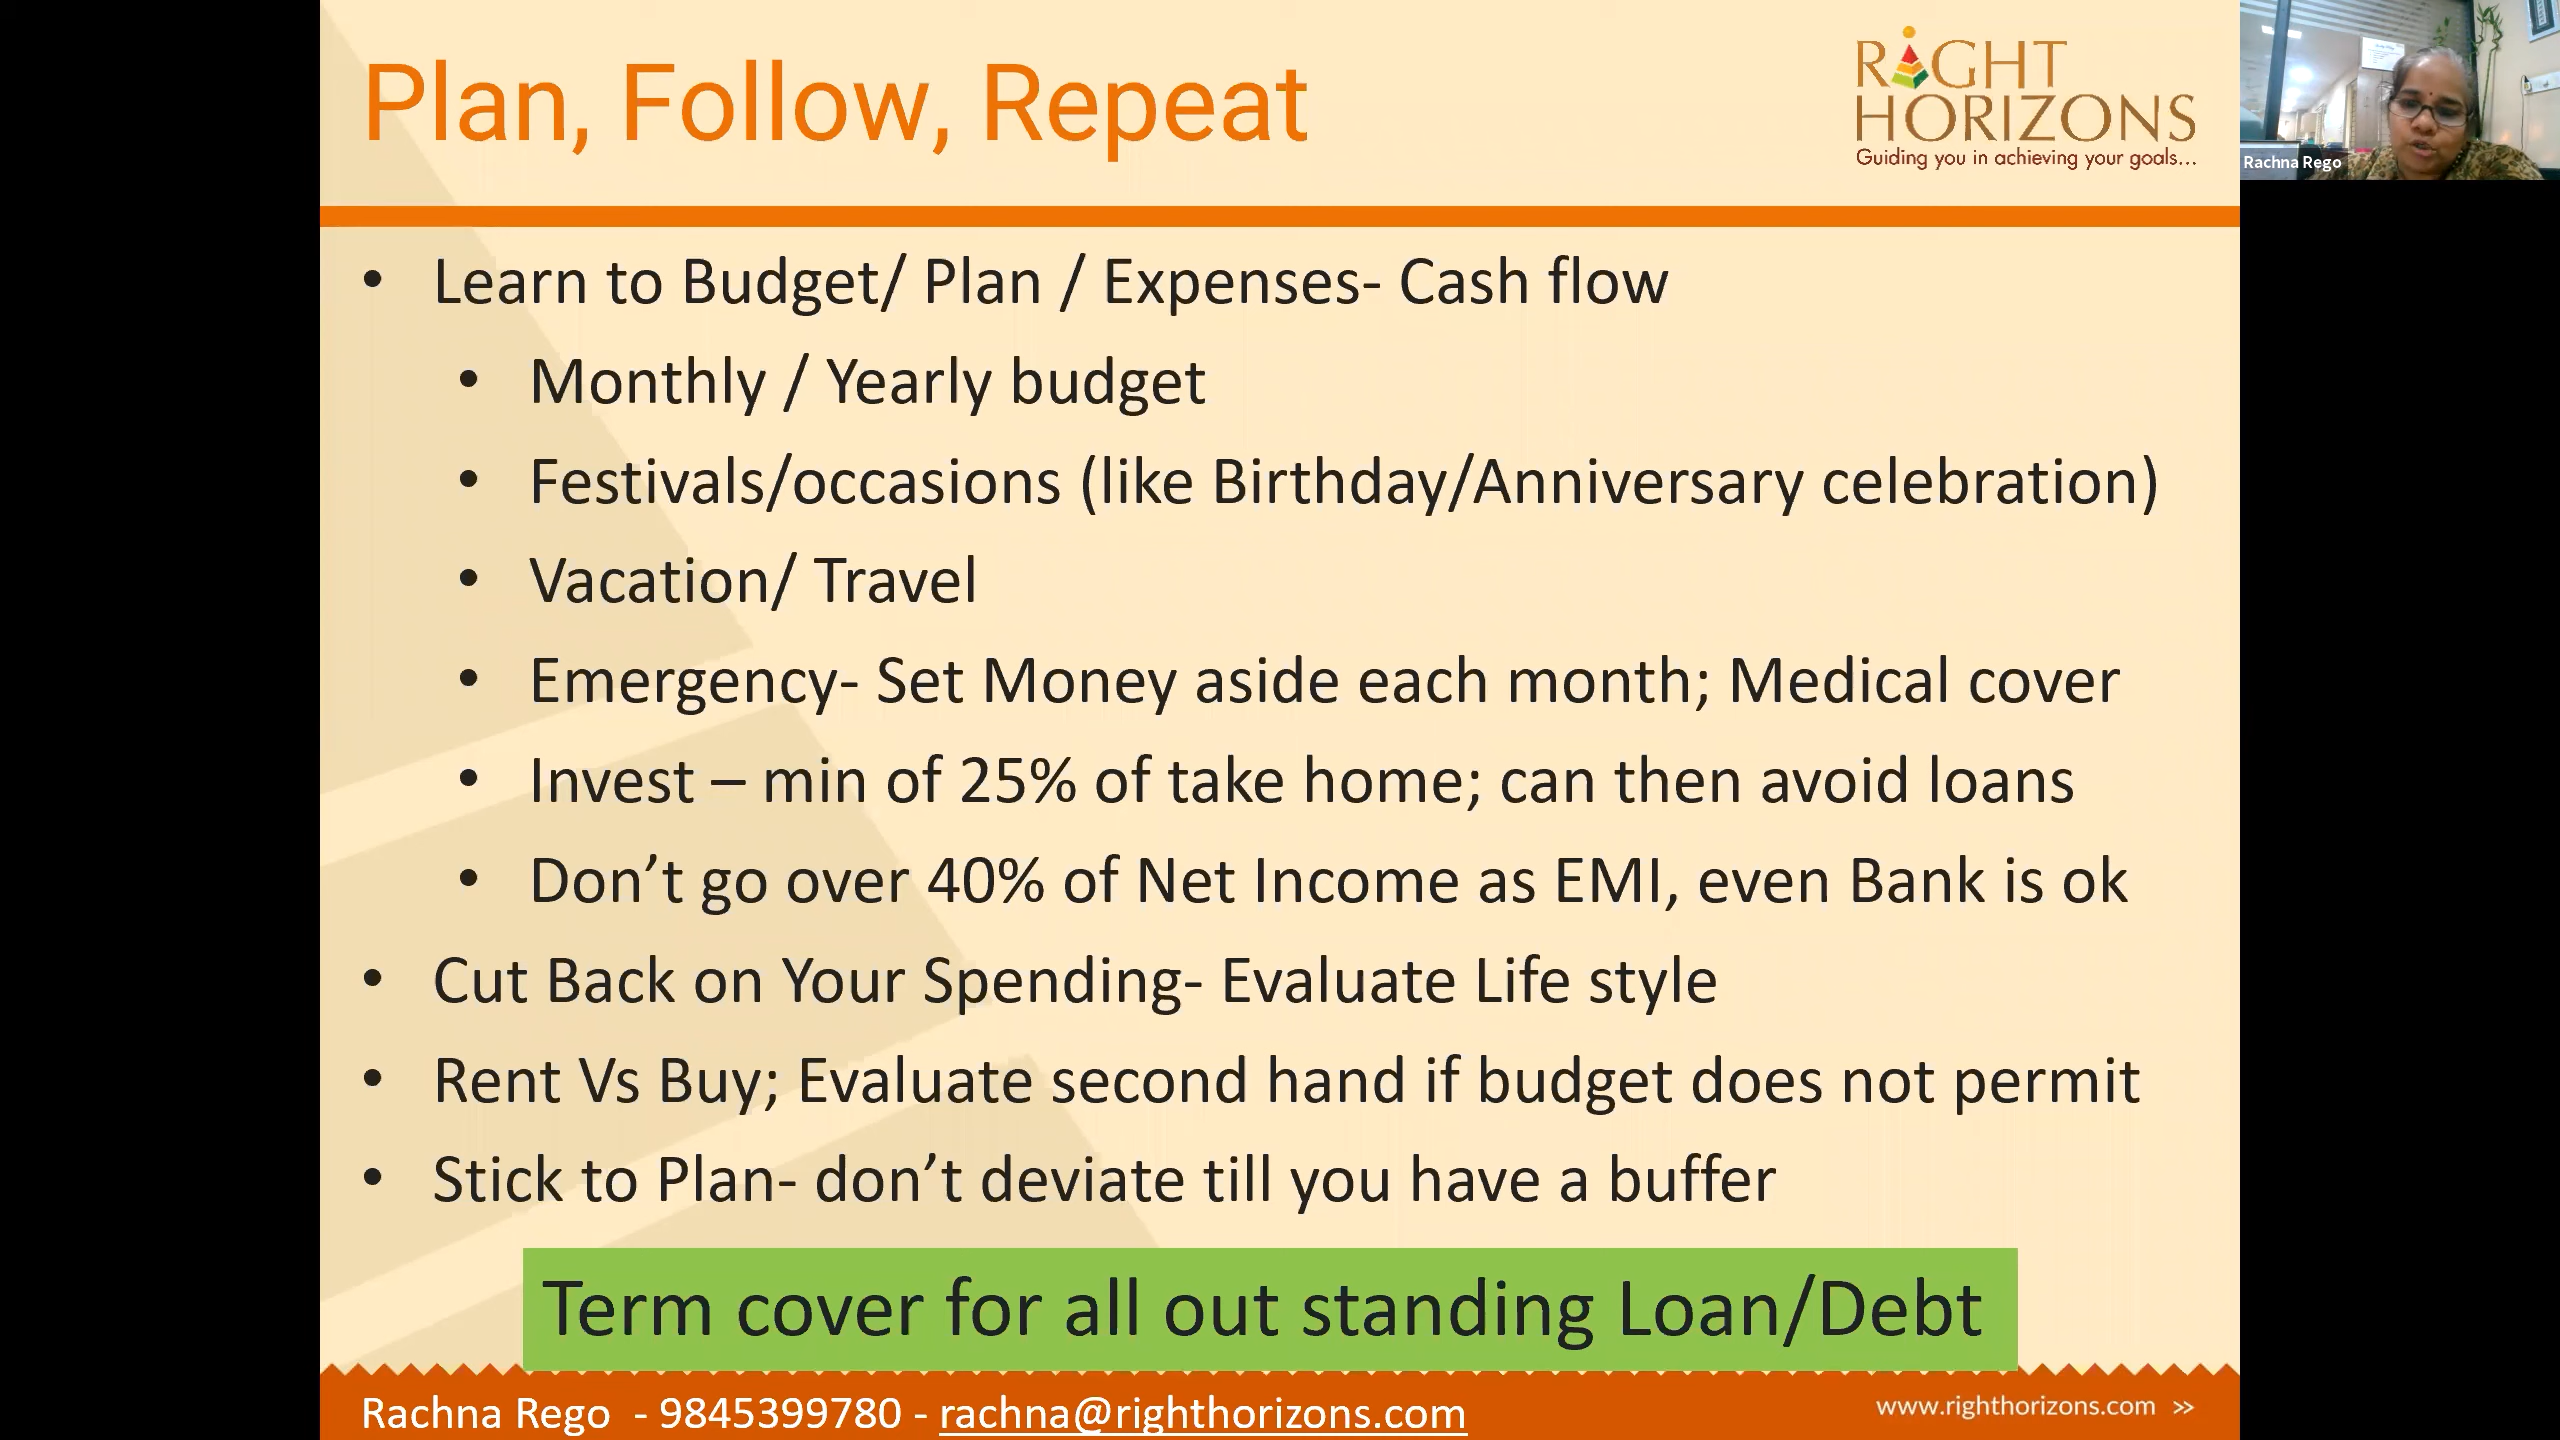 Plan, Follow, Repeat
RIGHT
HORIZONS
Guiding you in achieving your goals...
Rachna Rego
• Learn to Budget/ Plan / Expenses- Cash flow
• Monthly / Yearly budget
• Festivals/occasions (like Birthday/Anniversary celebration)
• Vacation/ Travel
• Emergency- Set Money aside each month; Medical cover
• Invest – min of 25% of take home; can then avoid loans
• Don’t go over 40% of Net Income as EMI, even Bank is ok
• Cut Back on Your Spending- Evaluate Life style
• Rent Vs Buy; Evaluate second hand if budget does not permit
• Stick to Plan- don’t deviate till you have a buffer
Term cover for all out standing Loan/Debt
Rachna Rego - 9845399780 - rachna@righthorizons.com
www.righthorizons.com >>